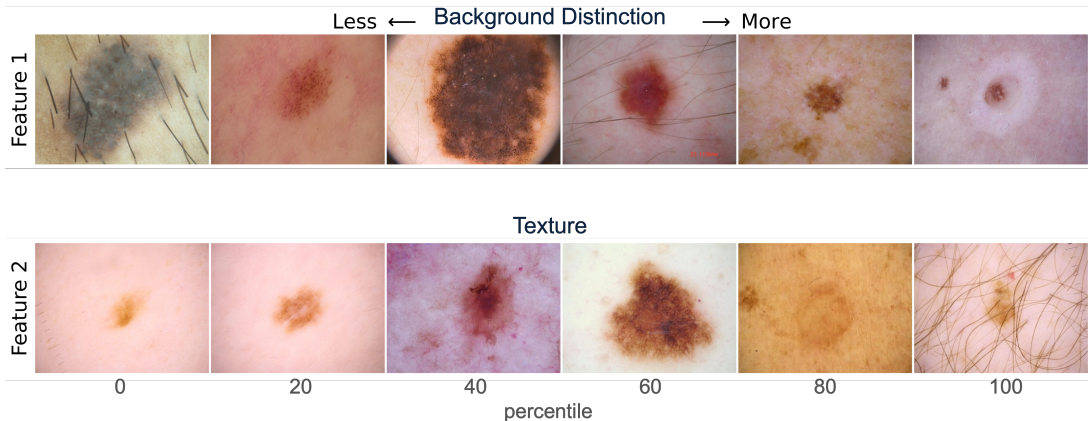 Less ← Background Distinction → More
Feature 1
Texture
Feature 2
0 20 40 60 80 100
percentile